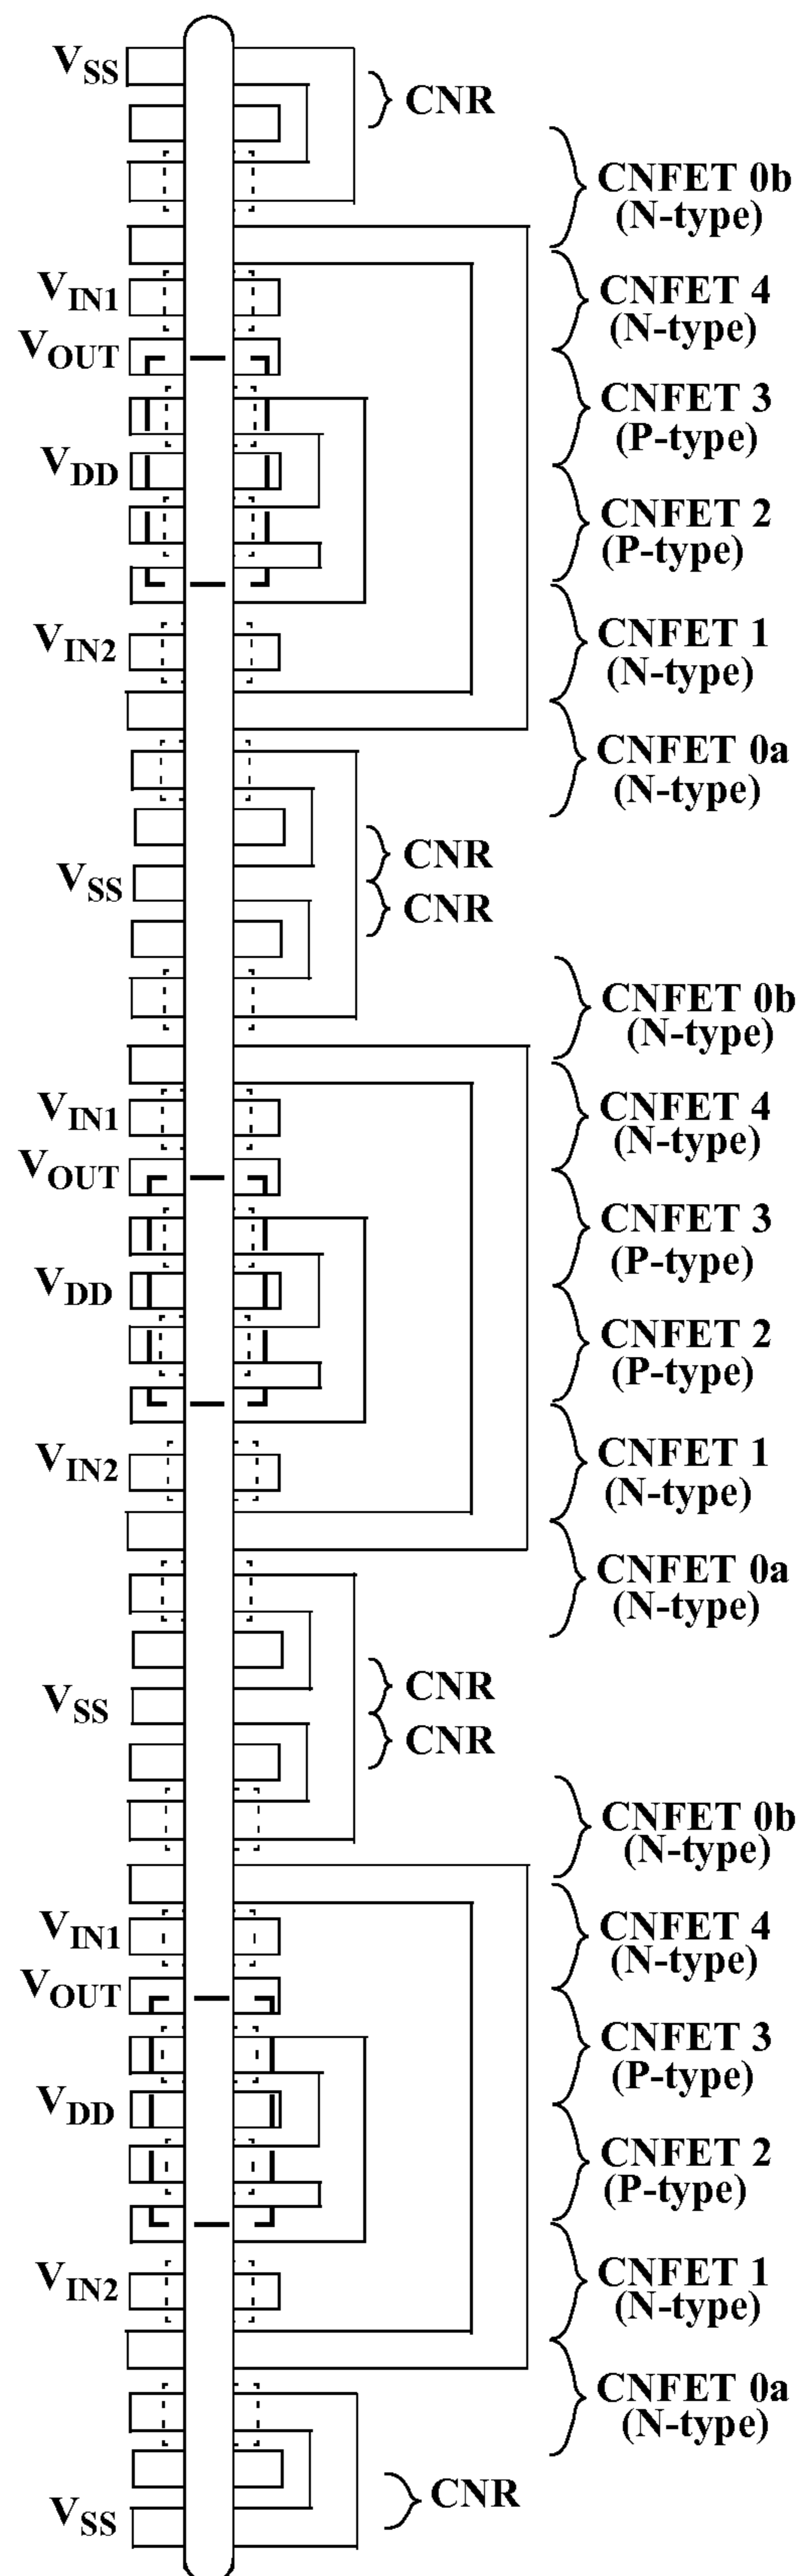 VSS
CNR
CNFET 0b
(N-type)
VIN1
CNFET 4
(N-type)
VOUT
CNFET 3
(P-type)
VDD
CNFET 2
(P-type)
VIN2
CNFET 1
(N-type)
CNFET 0a
(N-type)
CNR
VSS
CNR
CNFET 0b
(N-type)
VIN1
CNFET 4
(N-type)
VOUT
CNFET 3
(P-type)
VDD
CNFET 2
(P-type)
VIN2
CNFET 1
(N-type)
CNFET 0a
(N-type)
CNR
VSS
CNR
CNFET 0b
(N-type)
VIN1
CNFET 4
(N-type)
VOUT
CNFET 3
(P-type)
VDD
CNFET 2
(P-type)
VIN2
CNFET 1
(N-type)
CNFET 0a
(N-type)
CNR
VSS